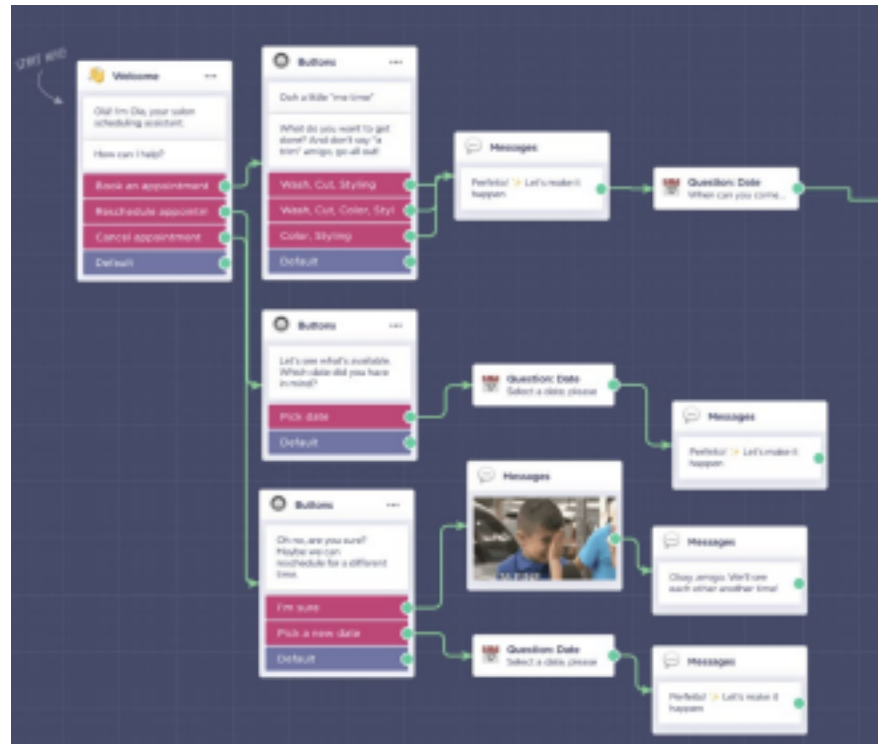 START HERE
Welcome
Olá! I'm Dia, your salon
scheduling assistant.
How can I help?
Book an appointment
Reschedule appointm
Cancel appointment
Default
Buttons
Ooh a little "me time"
What do you want to get
done? And don't say "a
trim" amigo, go all out!
Wash, Cut, Styling
Wash, Cut, Color, Styl
Color, Styling
Default
Messages
Perfeito! ✨ Let's make it
happen
Question: Date
When can you come...
Buttons
Let's see what's available.
Which date did you have
in mind?
Pick date
Default
Question: Date
Select a date, please
Messages
Perfeito! ✨ Let's make it
happen
Buttons
Oh no, are you sure?
Maybe we can
reschedule for a different
time.
I'm sure
Pick a new date
Default
Messages
Messages
Okay, amigo. We'll see
each other another time!
Question: Date
Select a date, please
Messages
Perfeito! ✨ Let's make it
happen